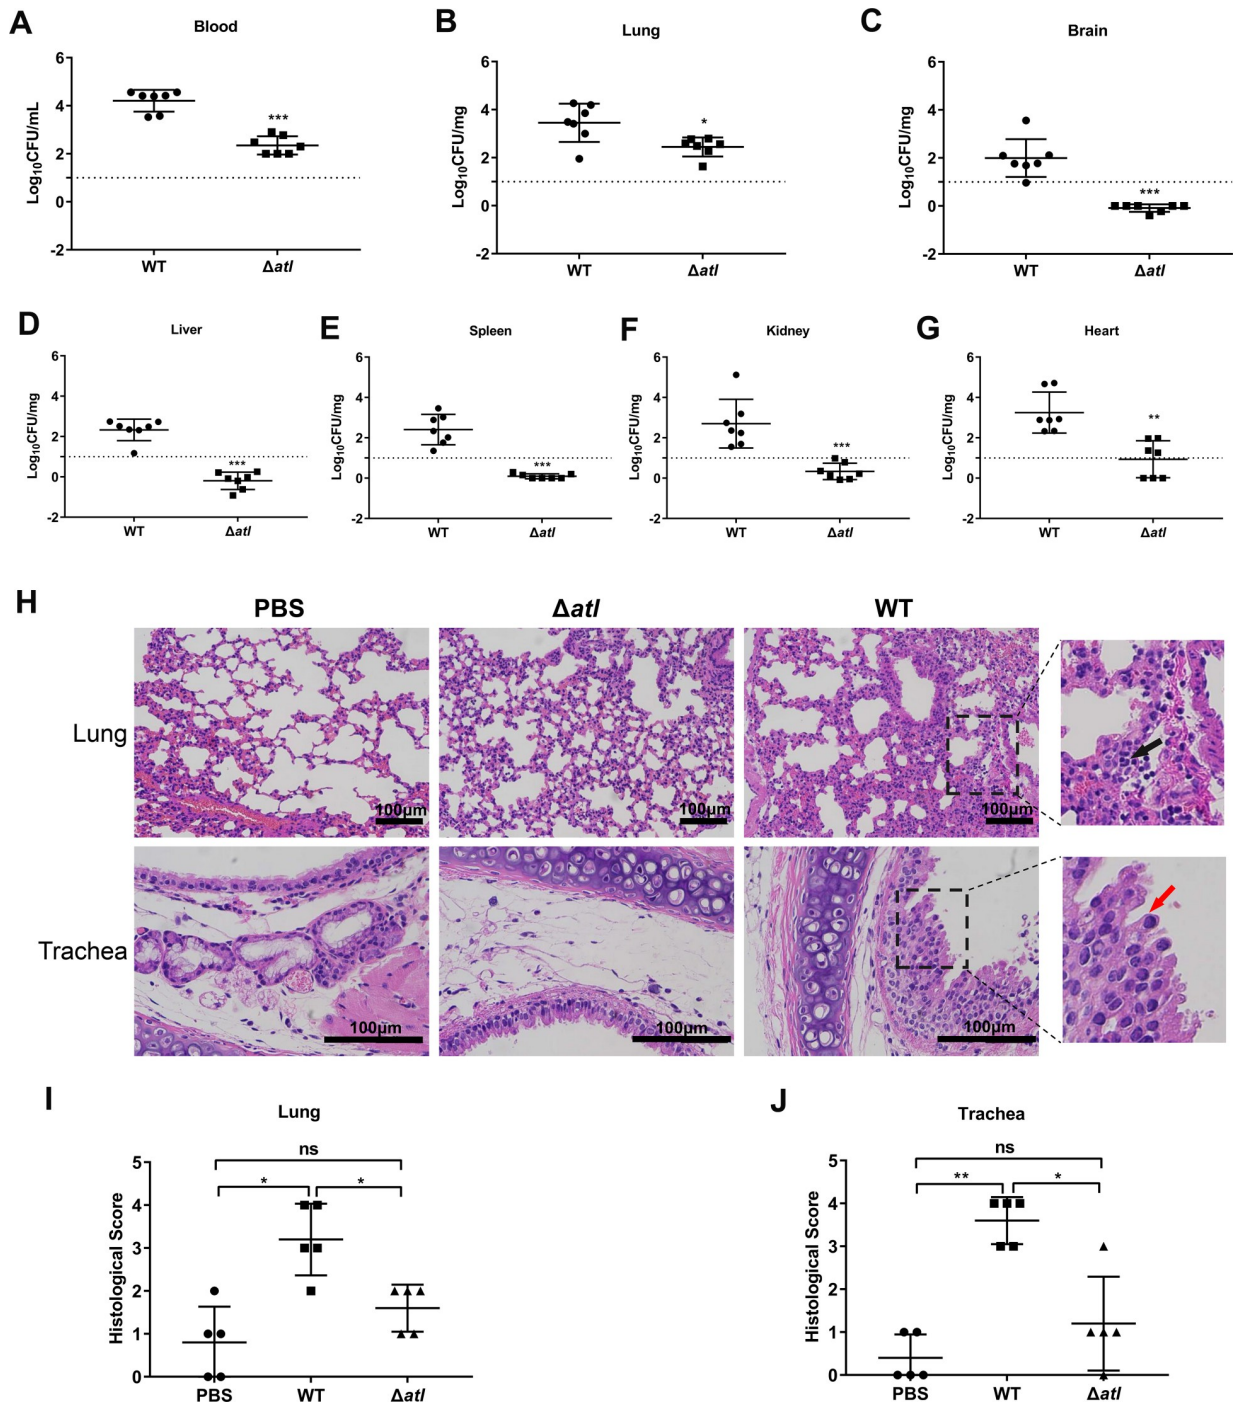 A
Blood
Log10CFU/mL
6
4
2
0
-2
***
WT
Δatl
B
Lung
Log10CFU/mg
6
4
2
0
-2
*
WT
Δatl
C
Brain
Log10CFU/mg
6
4
2
0
-2
***
WT
Δatl
D
Liver
Log10CFU/mg
6
4
2
0
-2
***
WT
Δatl
E
Spleen
Log10CFU/mg
6
4
2
0
-2
***
WT
Δatl
F
Kidney
Log10CFU/mg
6
4
2
0
-2
***
WT
Δatl
G
Heart
Log10CFU/mg
6
4
2
0
-2
**
WT
Δatl
H
PBS
Δatl
WT
Lung
100μm
100μm
100μm
Trachea
100μm
100μm
100μm
I
Lung
Histological Score
5
4
3
2
1
0
ns
*
*
PBS
WT
Δatl
J
Trachea
Histological Score
5
4
3
2
1
0
ns
**
*
PBS
WT
Δatl